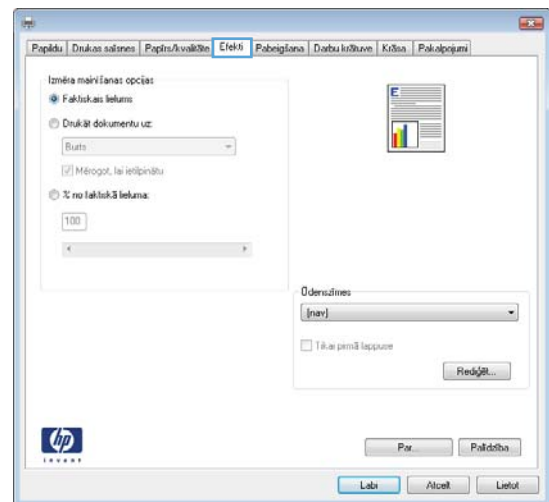 Papildu Drukas saīsnes Papīrs/kvalitāte Efekti Pabeigšana Darbu krātuve Krāsa Pakalpojumi
Izmēra mainīšanas opcijas
Faktiskais lielums
Drukāt dokumentu uz:
Burts
Mērogot, lai ietilpinātu
% no faktiskā lieluma:
100
E
Ūdenszīmes
[nav]
Tikai pirmā lappuse
Rediģēt...
hp
invent
Par... Palīdzība
Labi Atcelt Lietot